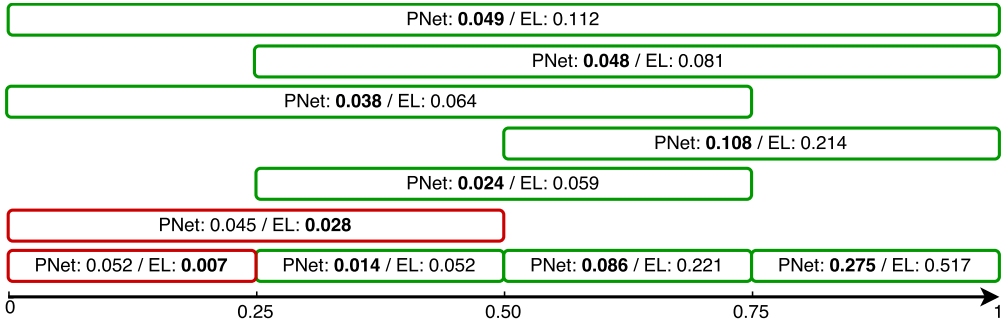 PNet: 0.049 / EL: 0.112
PNet: 0.048 / EL: 0.081
PNet: 0.038 / EL: 0.064
PNet: 0.108 / EL: 0.214
PNet: 0.024 / EL: 0.059
PNet: 0.045 / EL: 0.028
PNet: 0.052 / EL: 0.007 PNet: 0.014 / EL: 0.052 PNet: 0.086 / EL: 0.221 PNet: 0.275 / EL: 0.517
0 0.25 0.50 0.75 1